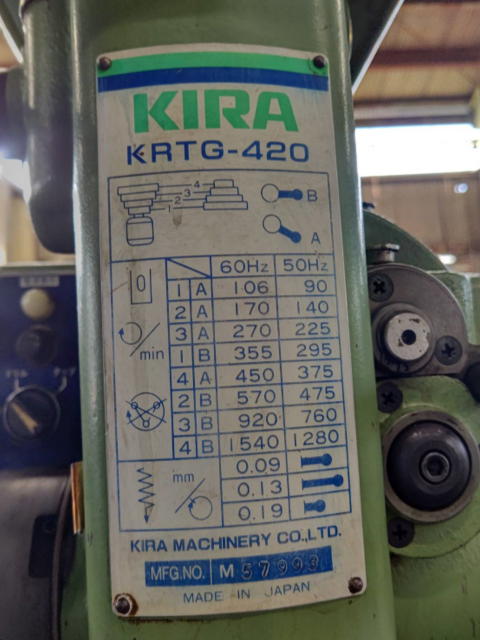 KIRA
KRTG-420
4
3
2
1
B
A
60Hz 50Hz
1 A 106 90
2 A 170 140
3 A 270 225
min
1 B 355 295
4 A 450 375
2 B 570 475
3 B 920 760
4 B 1540 1280
0.09
mm
0.13
0.19
KIRA MACHINERY CO.,LTD.
MFG.NO. M 57993
MADE IN JAPAN